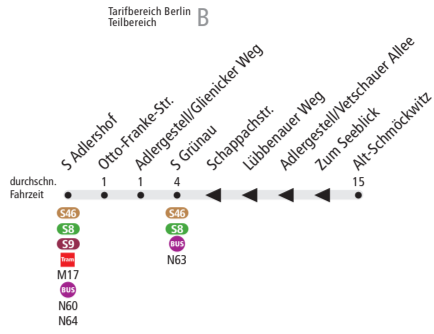 Tarifbereich Berlin
Teilbereich
B
S Adlershof
Otto-Franke-Str.
Adlergestell/Glienicker Weg
S Grünau
Schappachstr.
Lübbenauer Weg
Adlergestell/Vetschauer Allee
Zum Seeblick
Alt-Schmöckwitz
durchschn.
Fahrzeit
1 1 4 15
S46
S8
S9
Tram
M17
BUS
N60
N64
S46
S8
BUS
N63